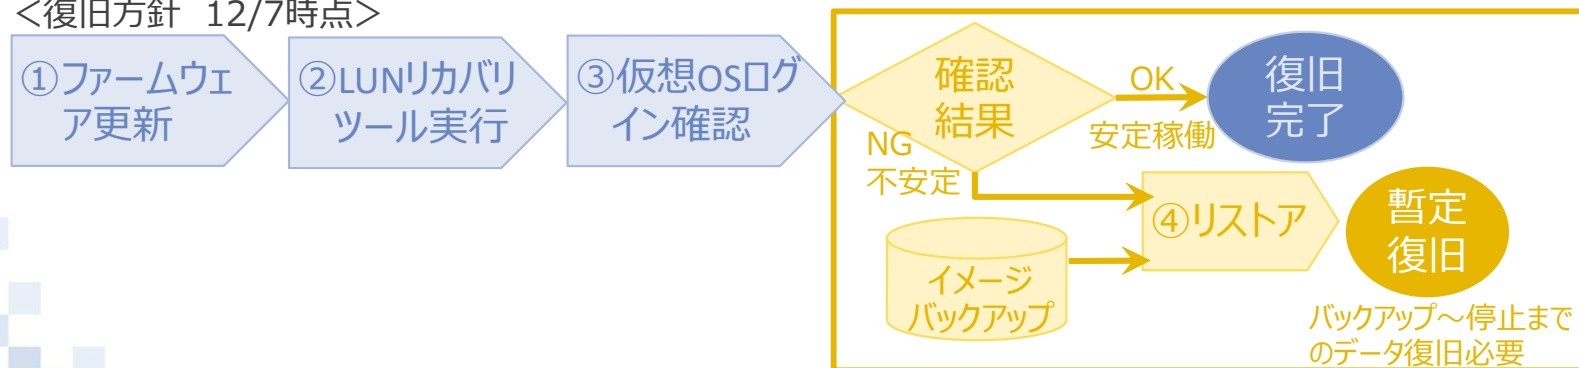 ＜復旧方針 12/7時点＞
①ファームウェ
ア更新
②LUNリカバリ
ツール実行
③仮想OSログ
イン確認
確認
結果
OK
安定稼働
復旧
完了
NG
不安定
④リストア
イメージ
バックアップ
暫定
復旧
バックアップ～停止まで
のデータ復旧必要